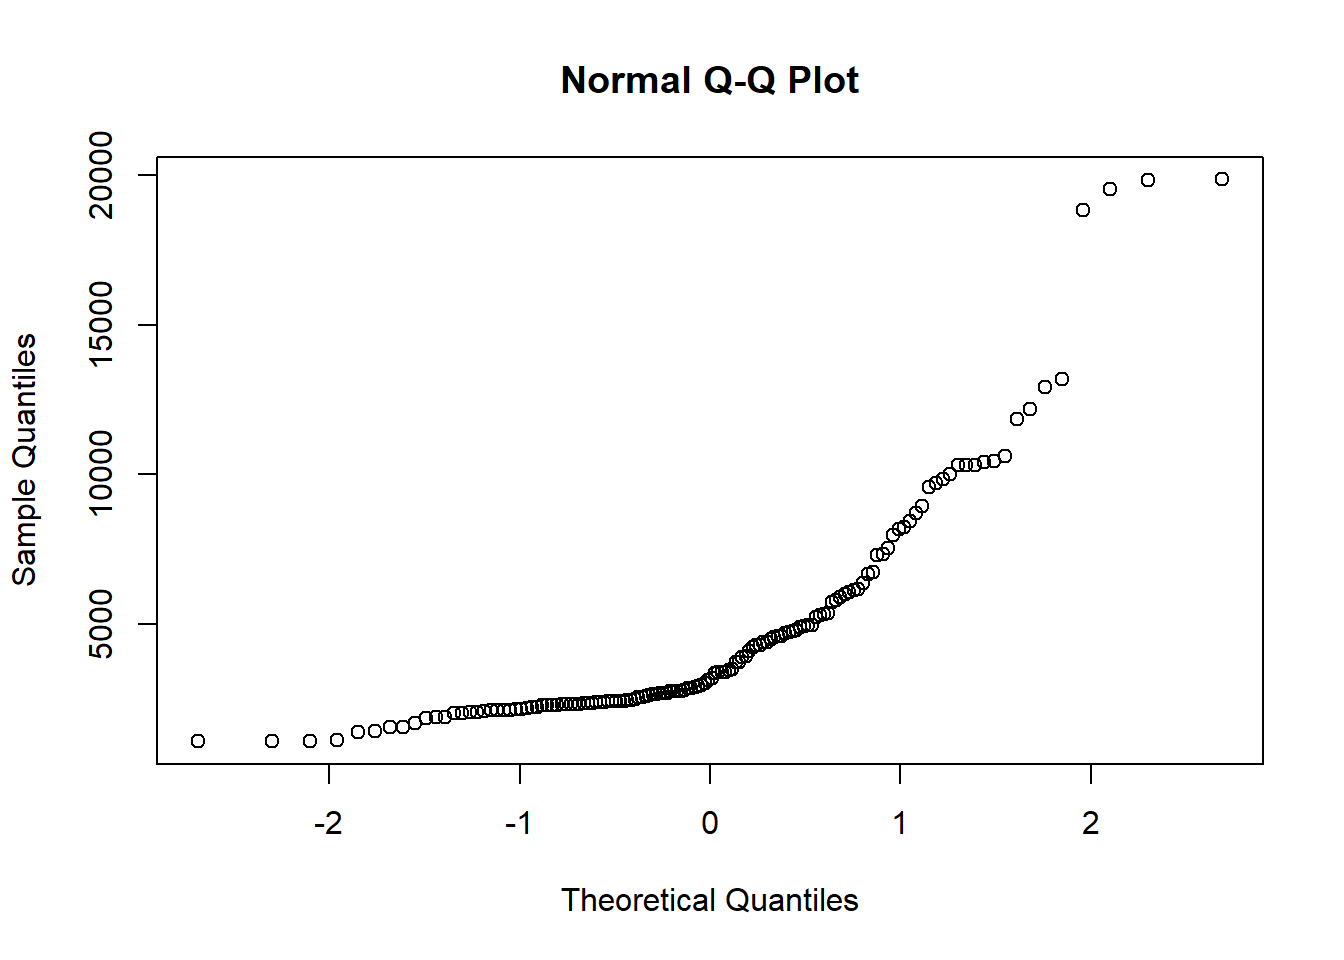 Normal Q-Q Plot
Sample Quantiles
20000
15000
10000
5000
-2 -1 0 1 2
Theoretical Quantiles